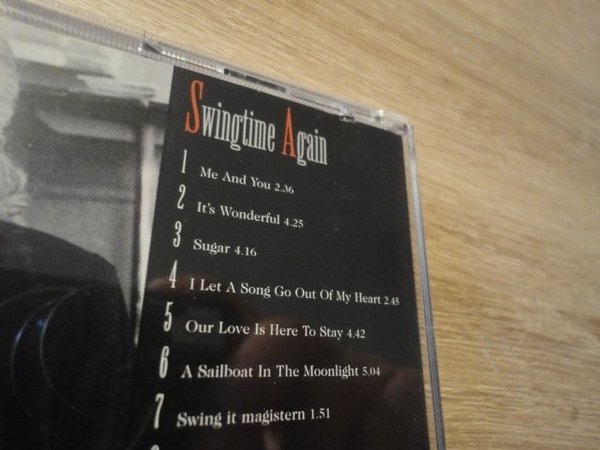 Swingtime Again
1 Me And You 2.36
2 It's Wonderful 4.25
3 Sugar 4.16
4 I Let A Song Go Out Of My Heart 2.45
5 Our Love Is Here To Stay 4.42
6 A Sailboat In The Moonlight 5.04
7 Swing it magistern 1.51